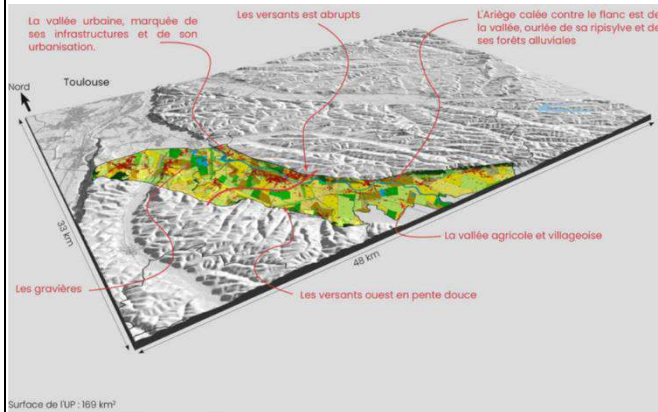 La vallée urbaine, marquée de
ses infrastructures et de son
urbanisation.
Les versants est abrupts
L'Ariège calée contre le flanc est de
la vallée, ourlée de sa ripisylve et de
ses forêts alluviales
Nord
Toulouse
33 km
48 km
La vallée agricole et villageoise
Les gravières
Les versants ouest en pente douce
Surface de l'UP : 169 km²